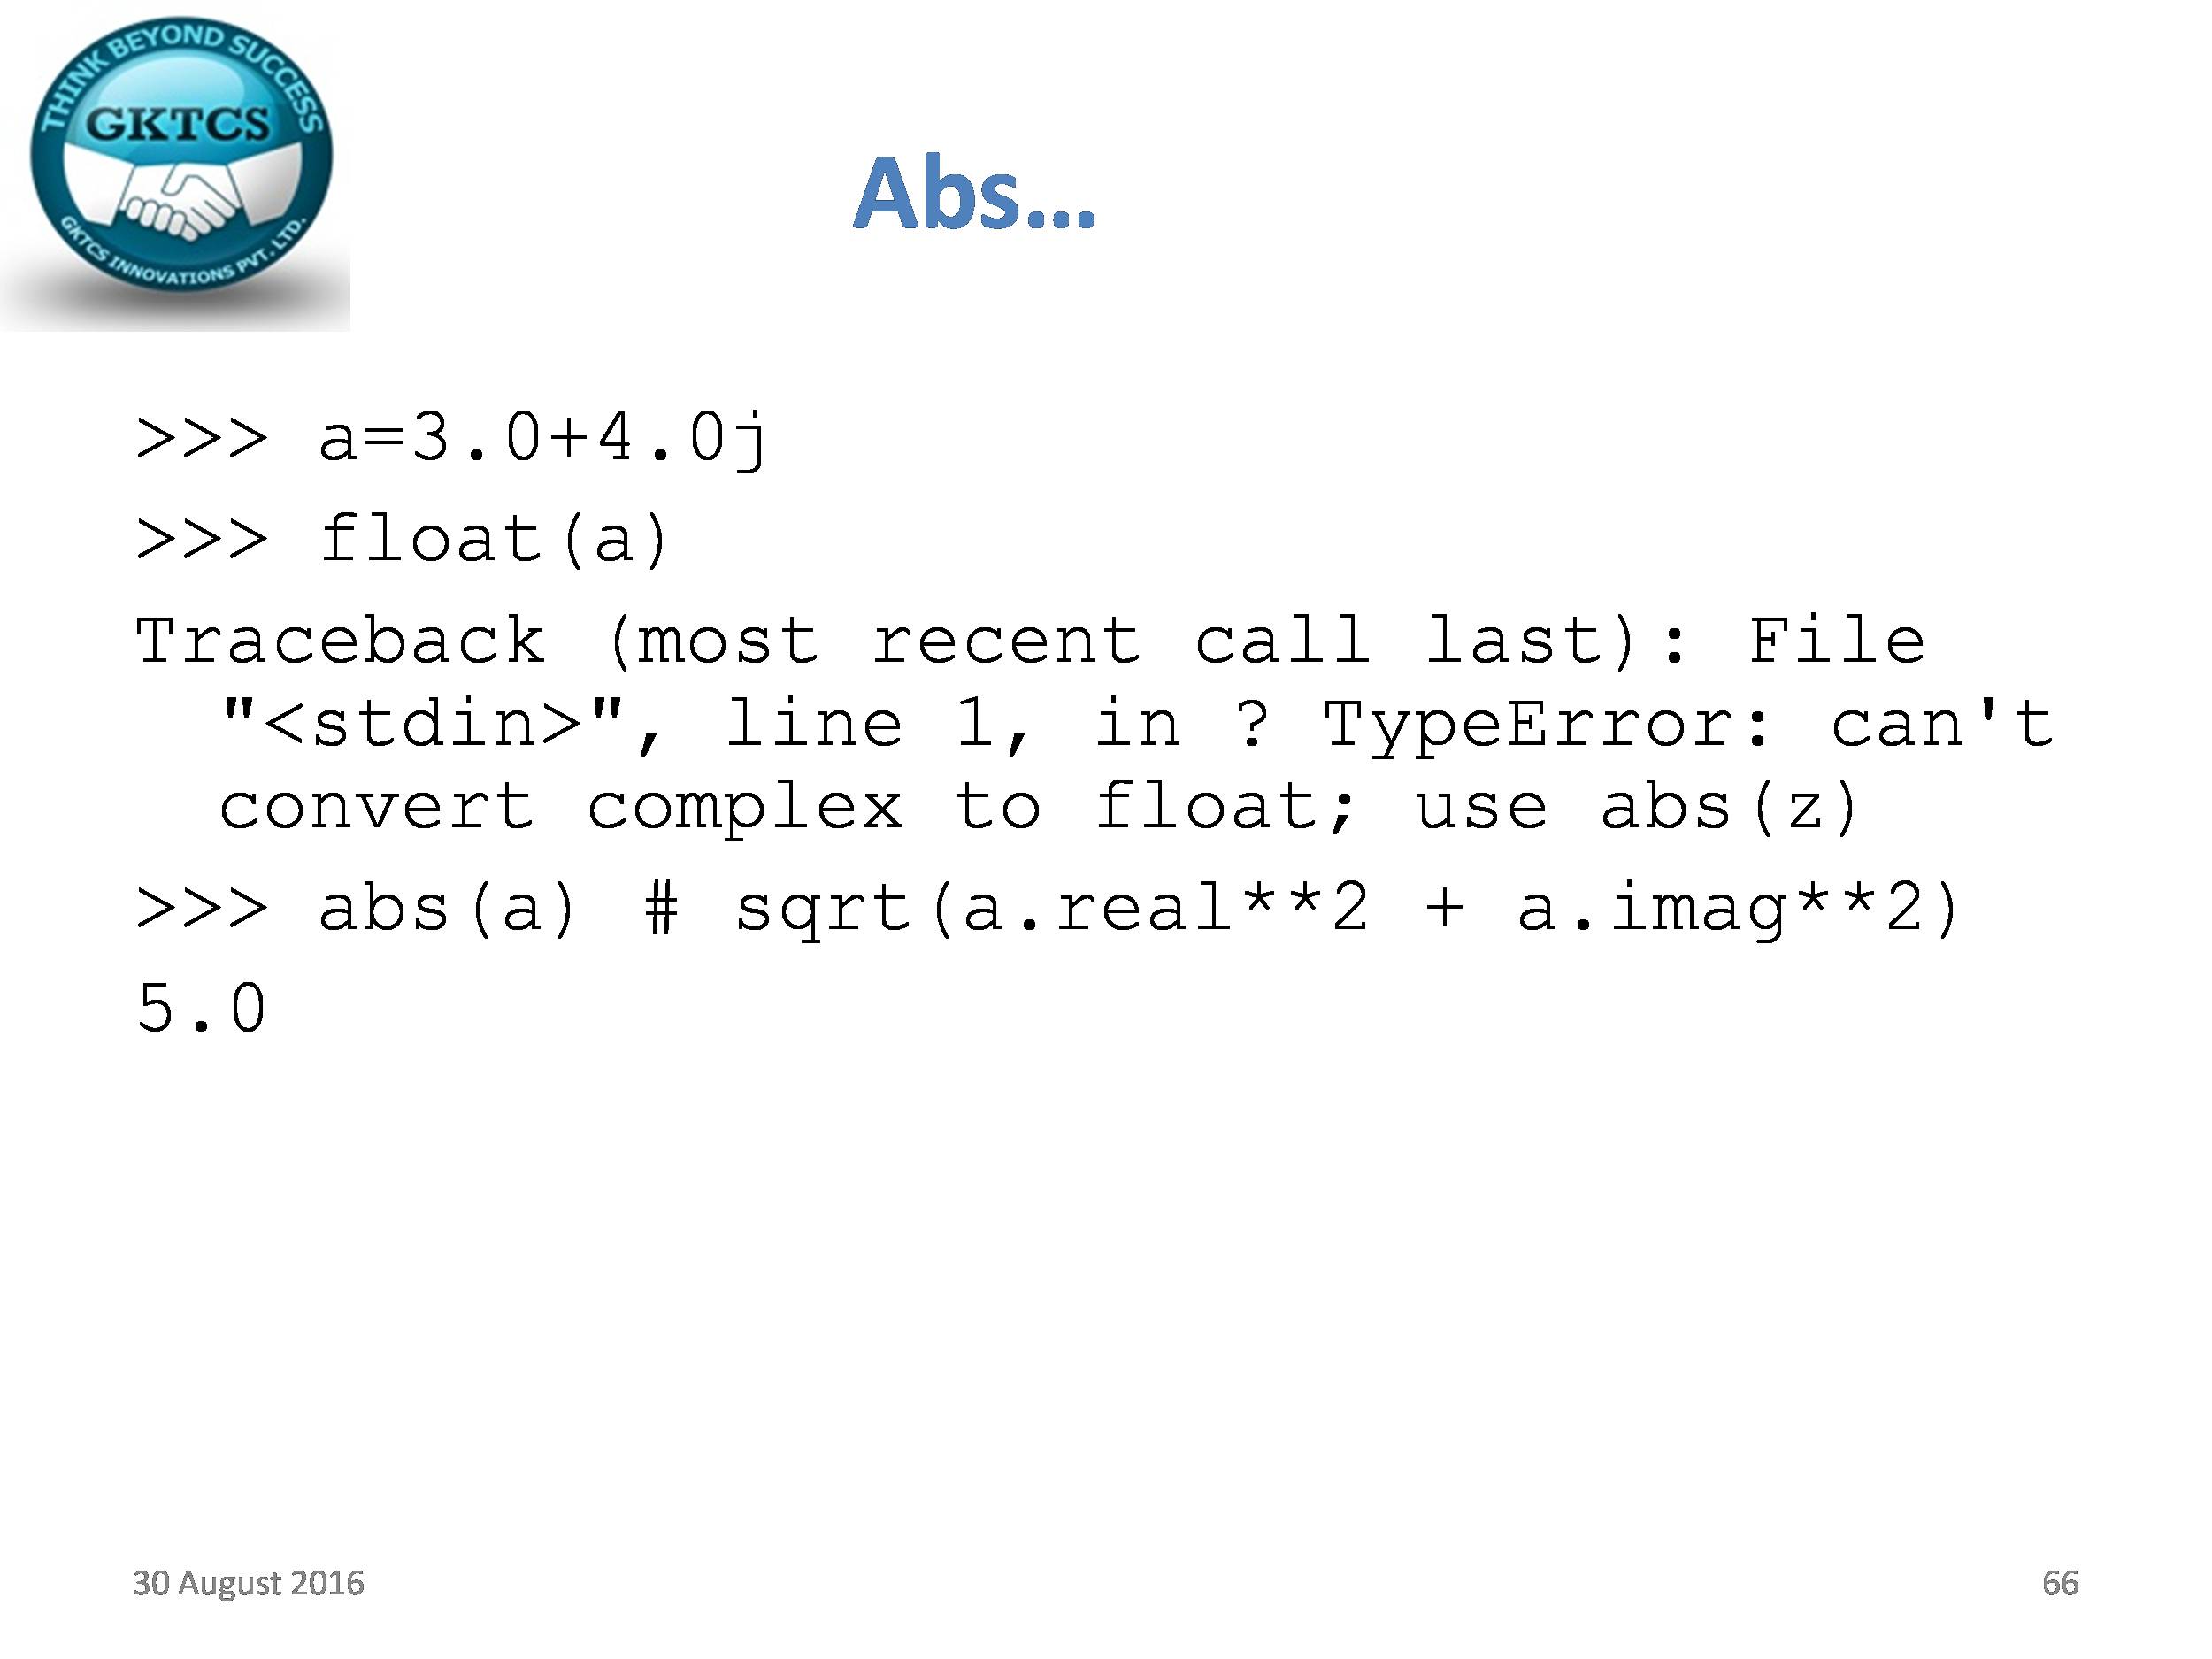 THINK BEYOND SUCCESS
GKTCS
GKTCS INNOVATIONS PVT. LTD.
Abs...
>>> a=3.0+4.0j
>>> float(a)
Traceback (most recent call last): File
"<stdin>", line 1, in ? TypeError: can't
convert complex to float; use abs(z)
>>> abs(a) # sqrt(a.real**2 + a.imag**2)
5.0
30 August 2016
66